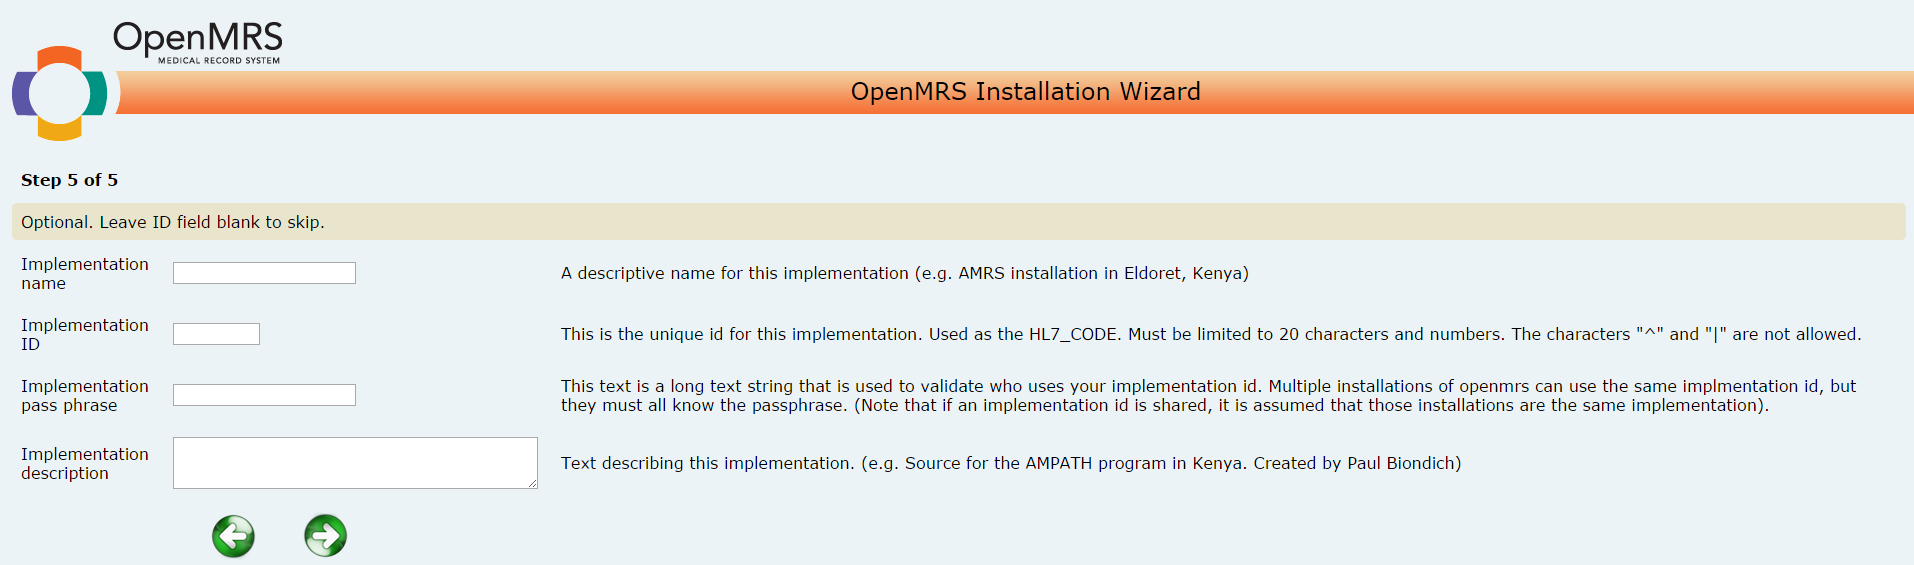 OpenMRS
MEDICAL RECORD SYSTEM
OpenMRS Installation Wizard
Step 5 of 5
Optional. Leave ID field blank to skip.
Implementation
name
A descriptive name for this implementation (e.g. AMRS installation in Eldoret, Kenya)
Implementation
ID
This is the unique id for this implementation. Used as the HL7_CODE. Must be limited to 20 characters and numbers. The characters "^" and "|" are not allowed.
Implementation
pass phrase
This text is a long text string that is used to validate who uses your implementation id. Multiple installations of openmrs can use the same implmentation id, but
they must all know the passphrase. (Note that if an implementation id is shared, it is assumed that those installations are the same implementation).
Implementation
description
Text describing this implementation. (e.g. Source for the AMPATH program in Kenya. Created by Paul Biondich)